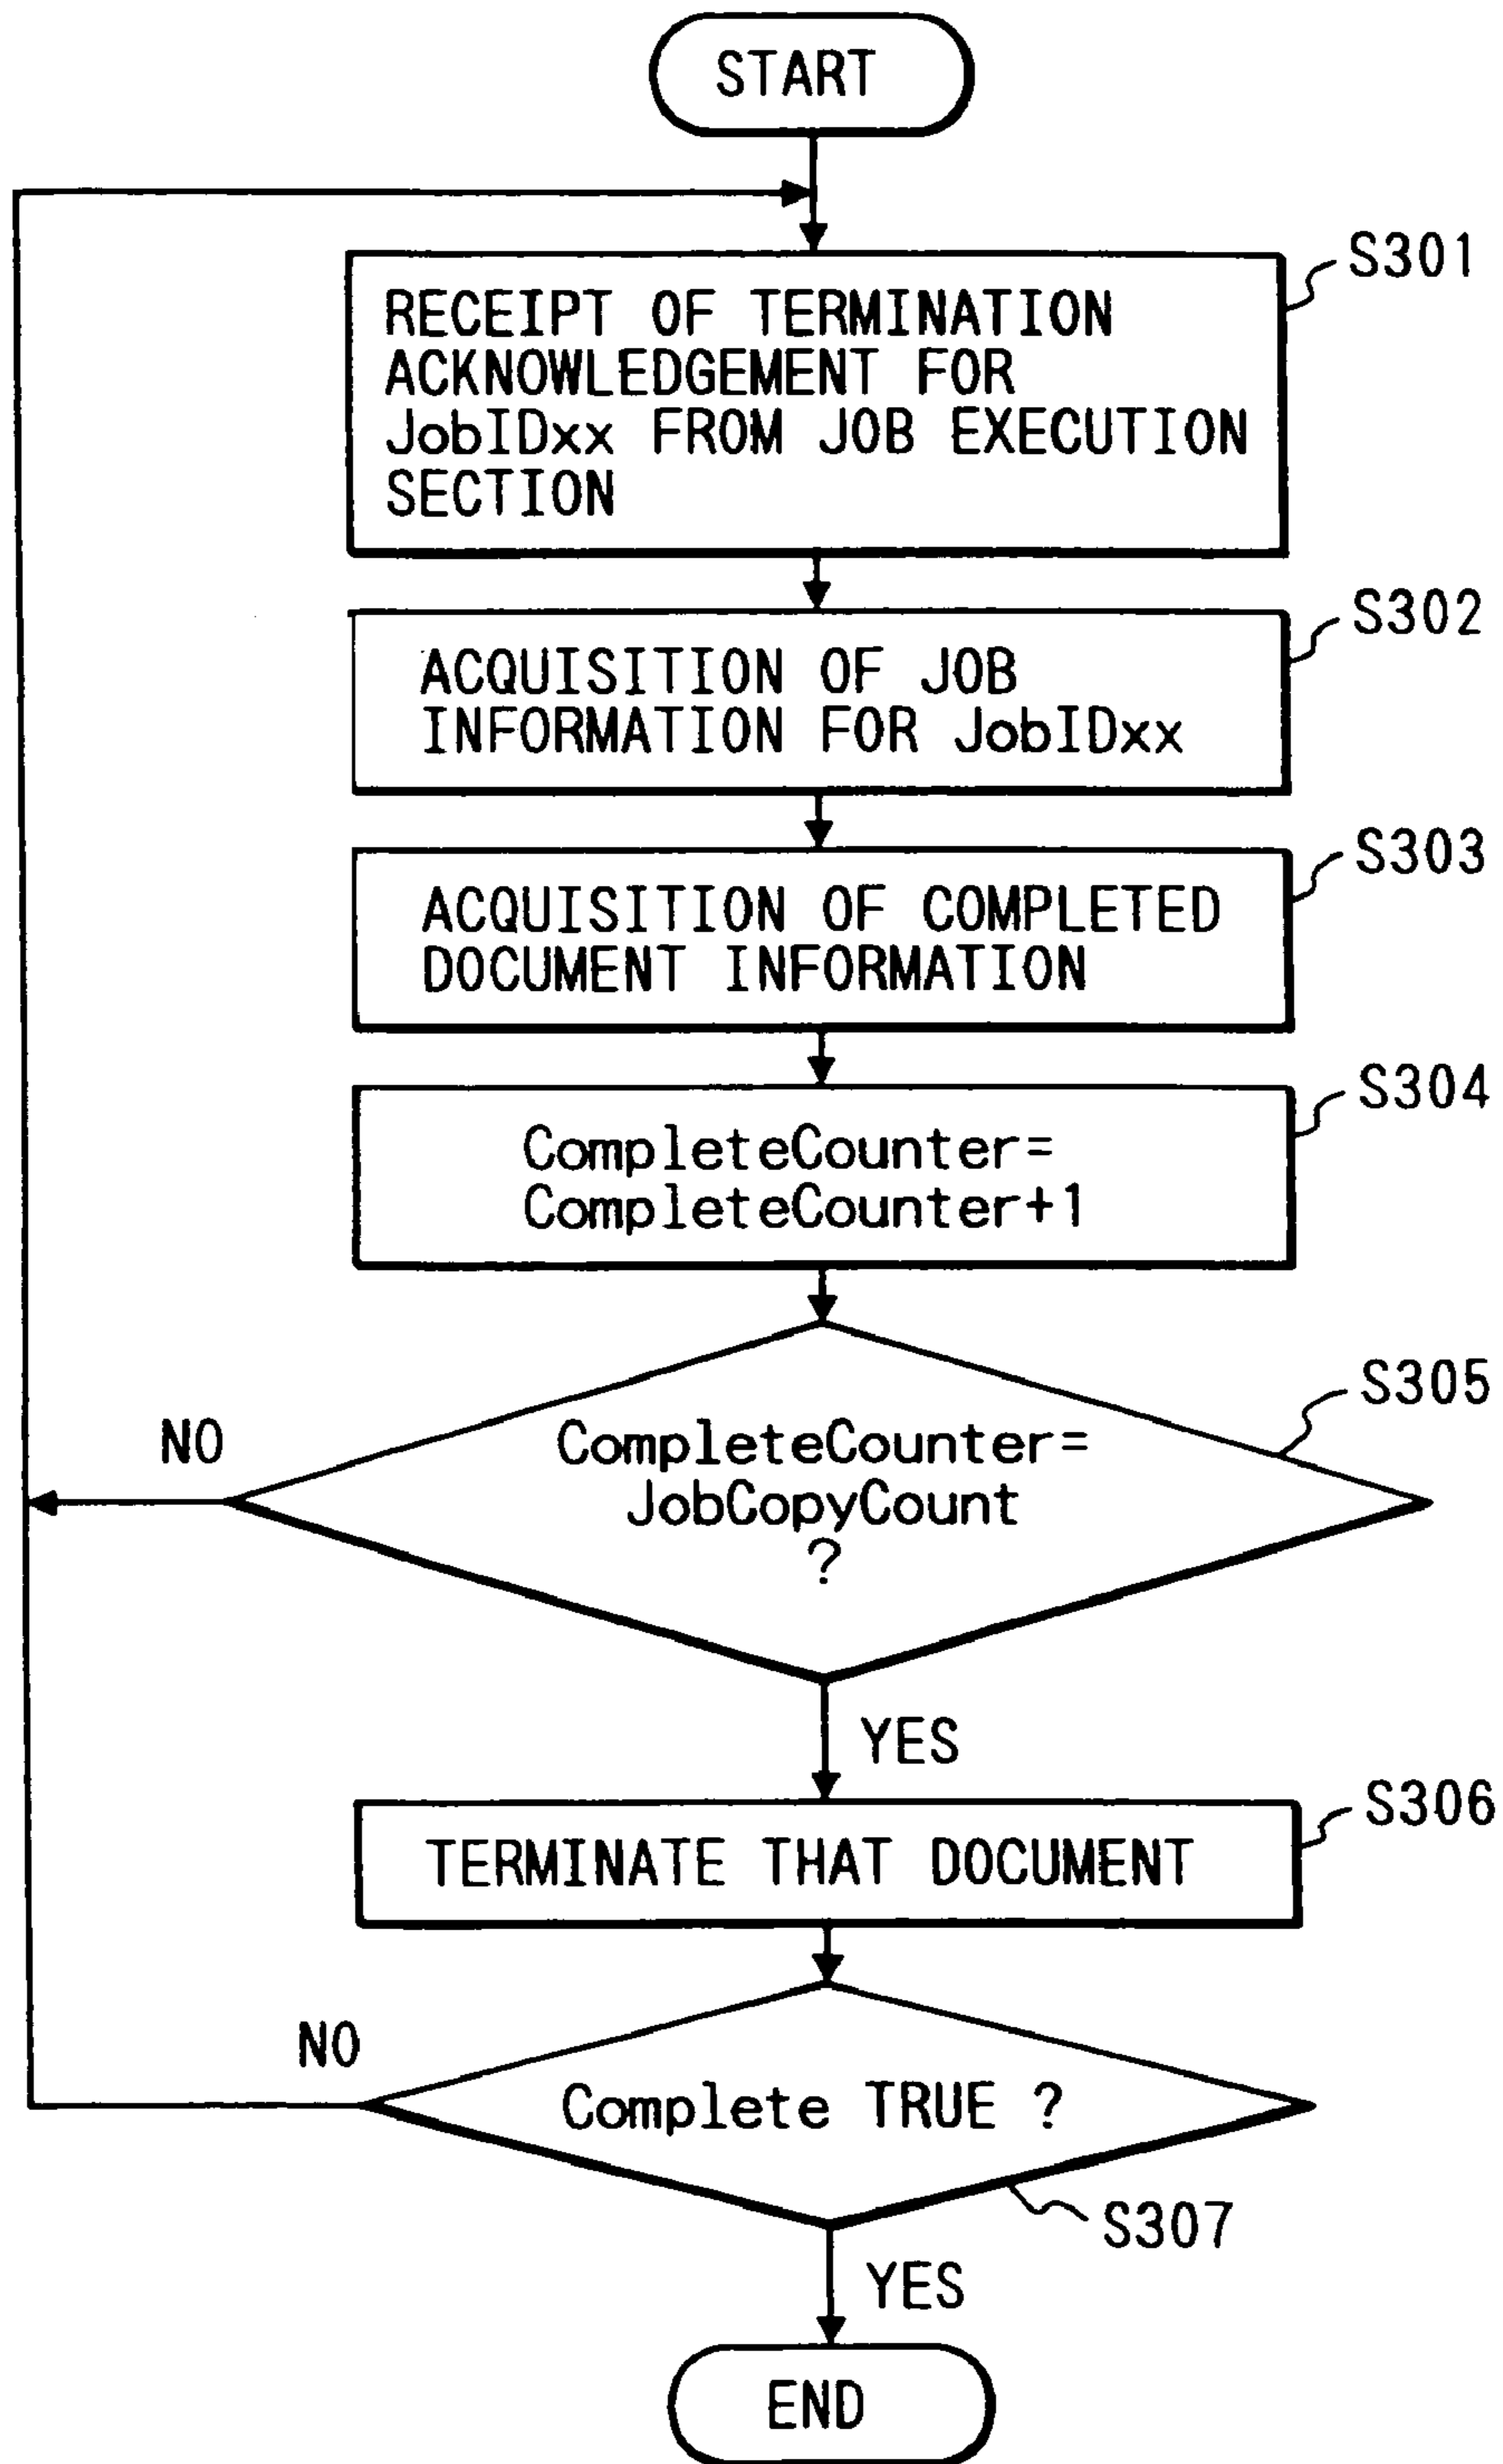 START
S301
RECEIPT OF TERMINATION
ACKNOWLEDGEMENT FOR
JobIDxx FROM JOB EXECUTION
SECTION
S302
ACQUISITION OF JOB
INFORMATION FOR JobIDxx
S303
ACQUISITION OF COMPLETED
DOCUMENT INFORMATION
S304
CompleteCounter=
CompleteCounter+1
S305
NO
CompleteCounter=
JobCopyCount
?
YES
S306
TERMINATE THAT DOCUMENT
NO
Complete TRUE ?
S307
YES
END